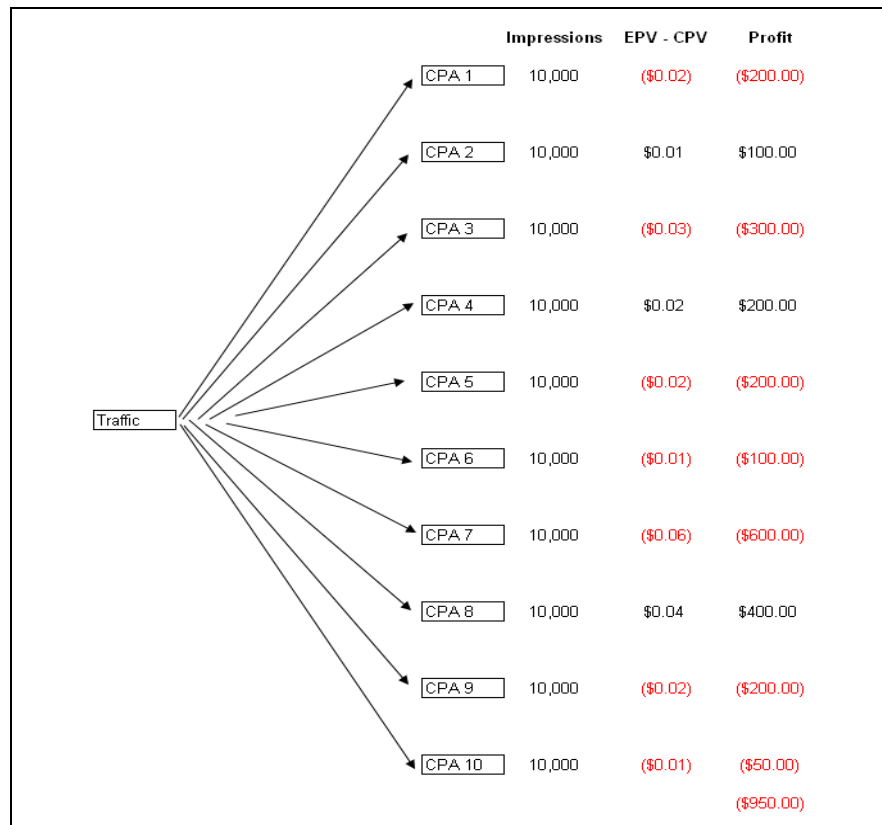 Impressions EPV - CPV Profit
CPA 1 10,000 ($0.02) ($200.00)
CPA 2 10,000 $0.01 $100.00
CPA 3 10,000 ($0.03) ($300.00)
CPA 4 10,000 $0.02 $200.00
CPA 5 10,000 ($0.02) ($200.00)
Traffic
CPA 6 10,000 ($0.01) ($100.00)
CPA 7 10,000 ($0.06) ($600.00)
CPA 8 10,000 $0.04 $400.00
CPA 9 10,000 ($0.02) ($200.00)
CPA 10 10,000 ($0.01) ($50.00)
($950.00)